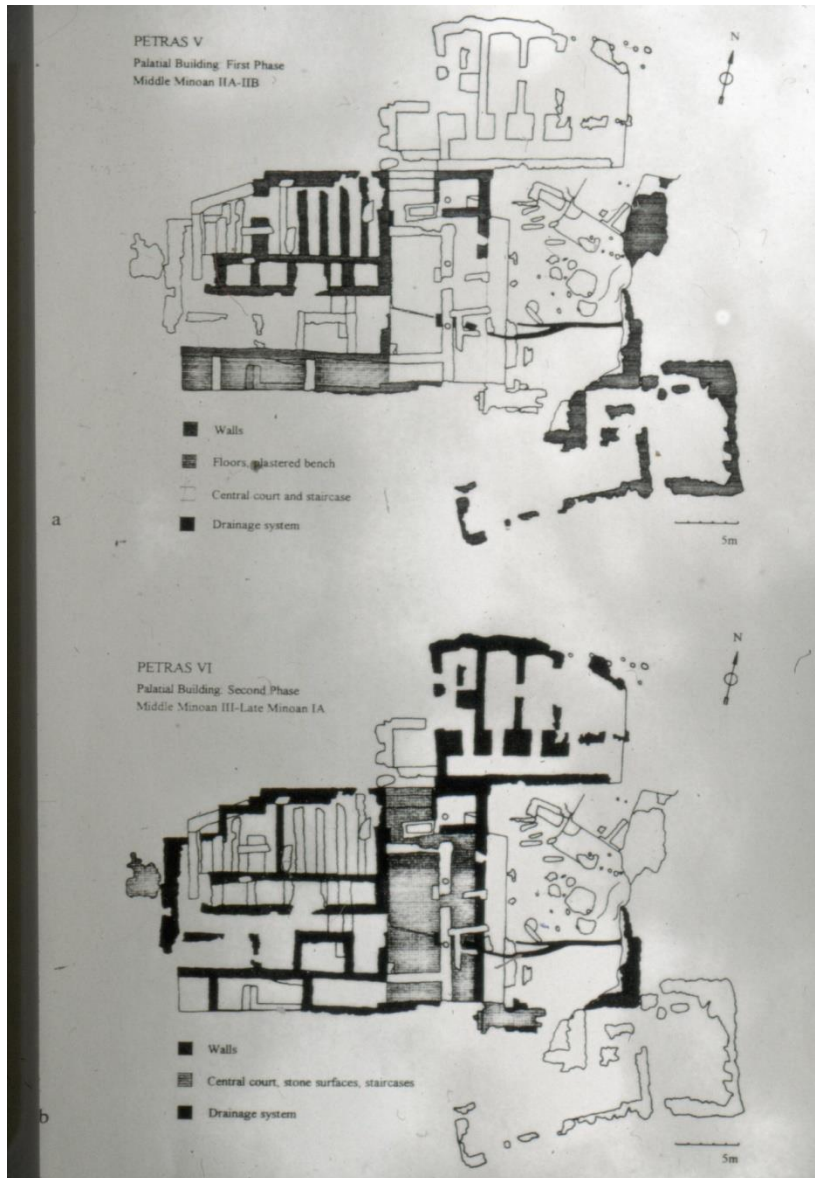 PETRAS V
Palatial Building: First Phase
Middle Minoan IIA-IIB
N
Walls
Floors, plastered bench
Central court and staircase
Drainage system
a
5m
PETRAS VI
Palatial Building: Second Phase
Middle Minoan III-Late Minoan IA
N
Walls
Central court, stone surfaces, staircases
Drainage system
b
5m